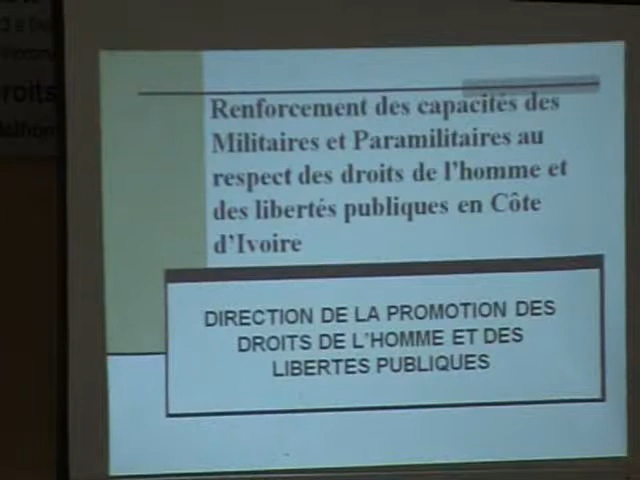 roits
Renforcement des capacités des
Militaires et Paramilitaires au
respect des droits de l'homme et
des libertés publiques en Côte
d'Ivoire
DIRECTION DE LA PROMOTION DES
DROITS DE L'HOMME ET DES
LIBERTES PUBLIQUES